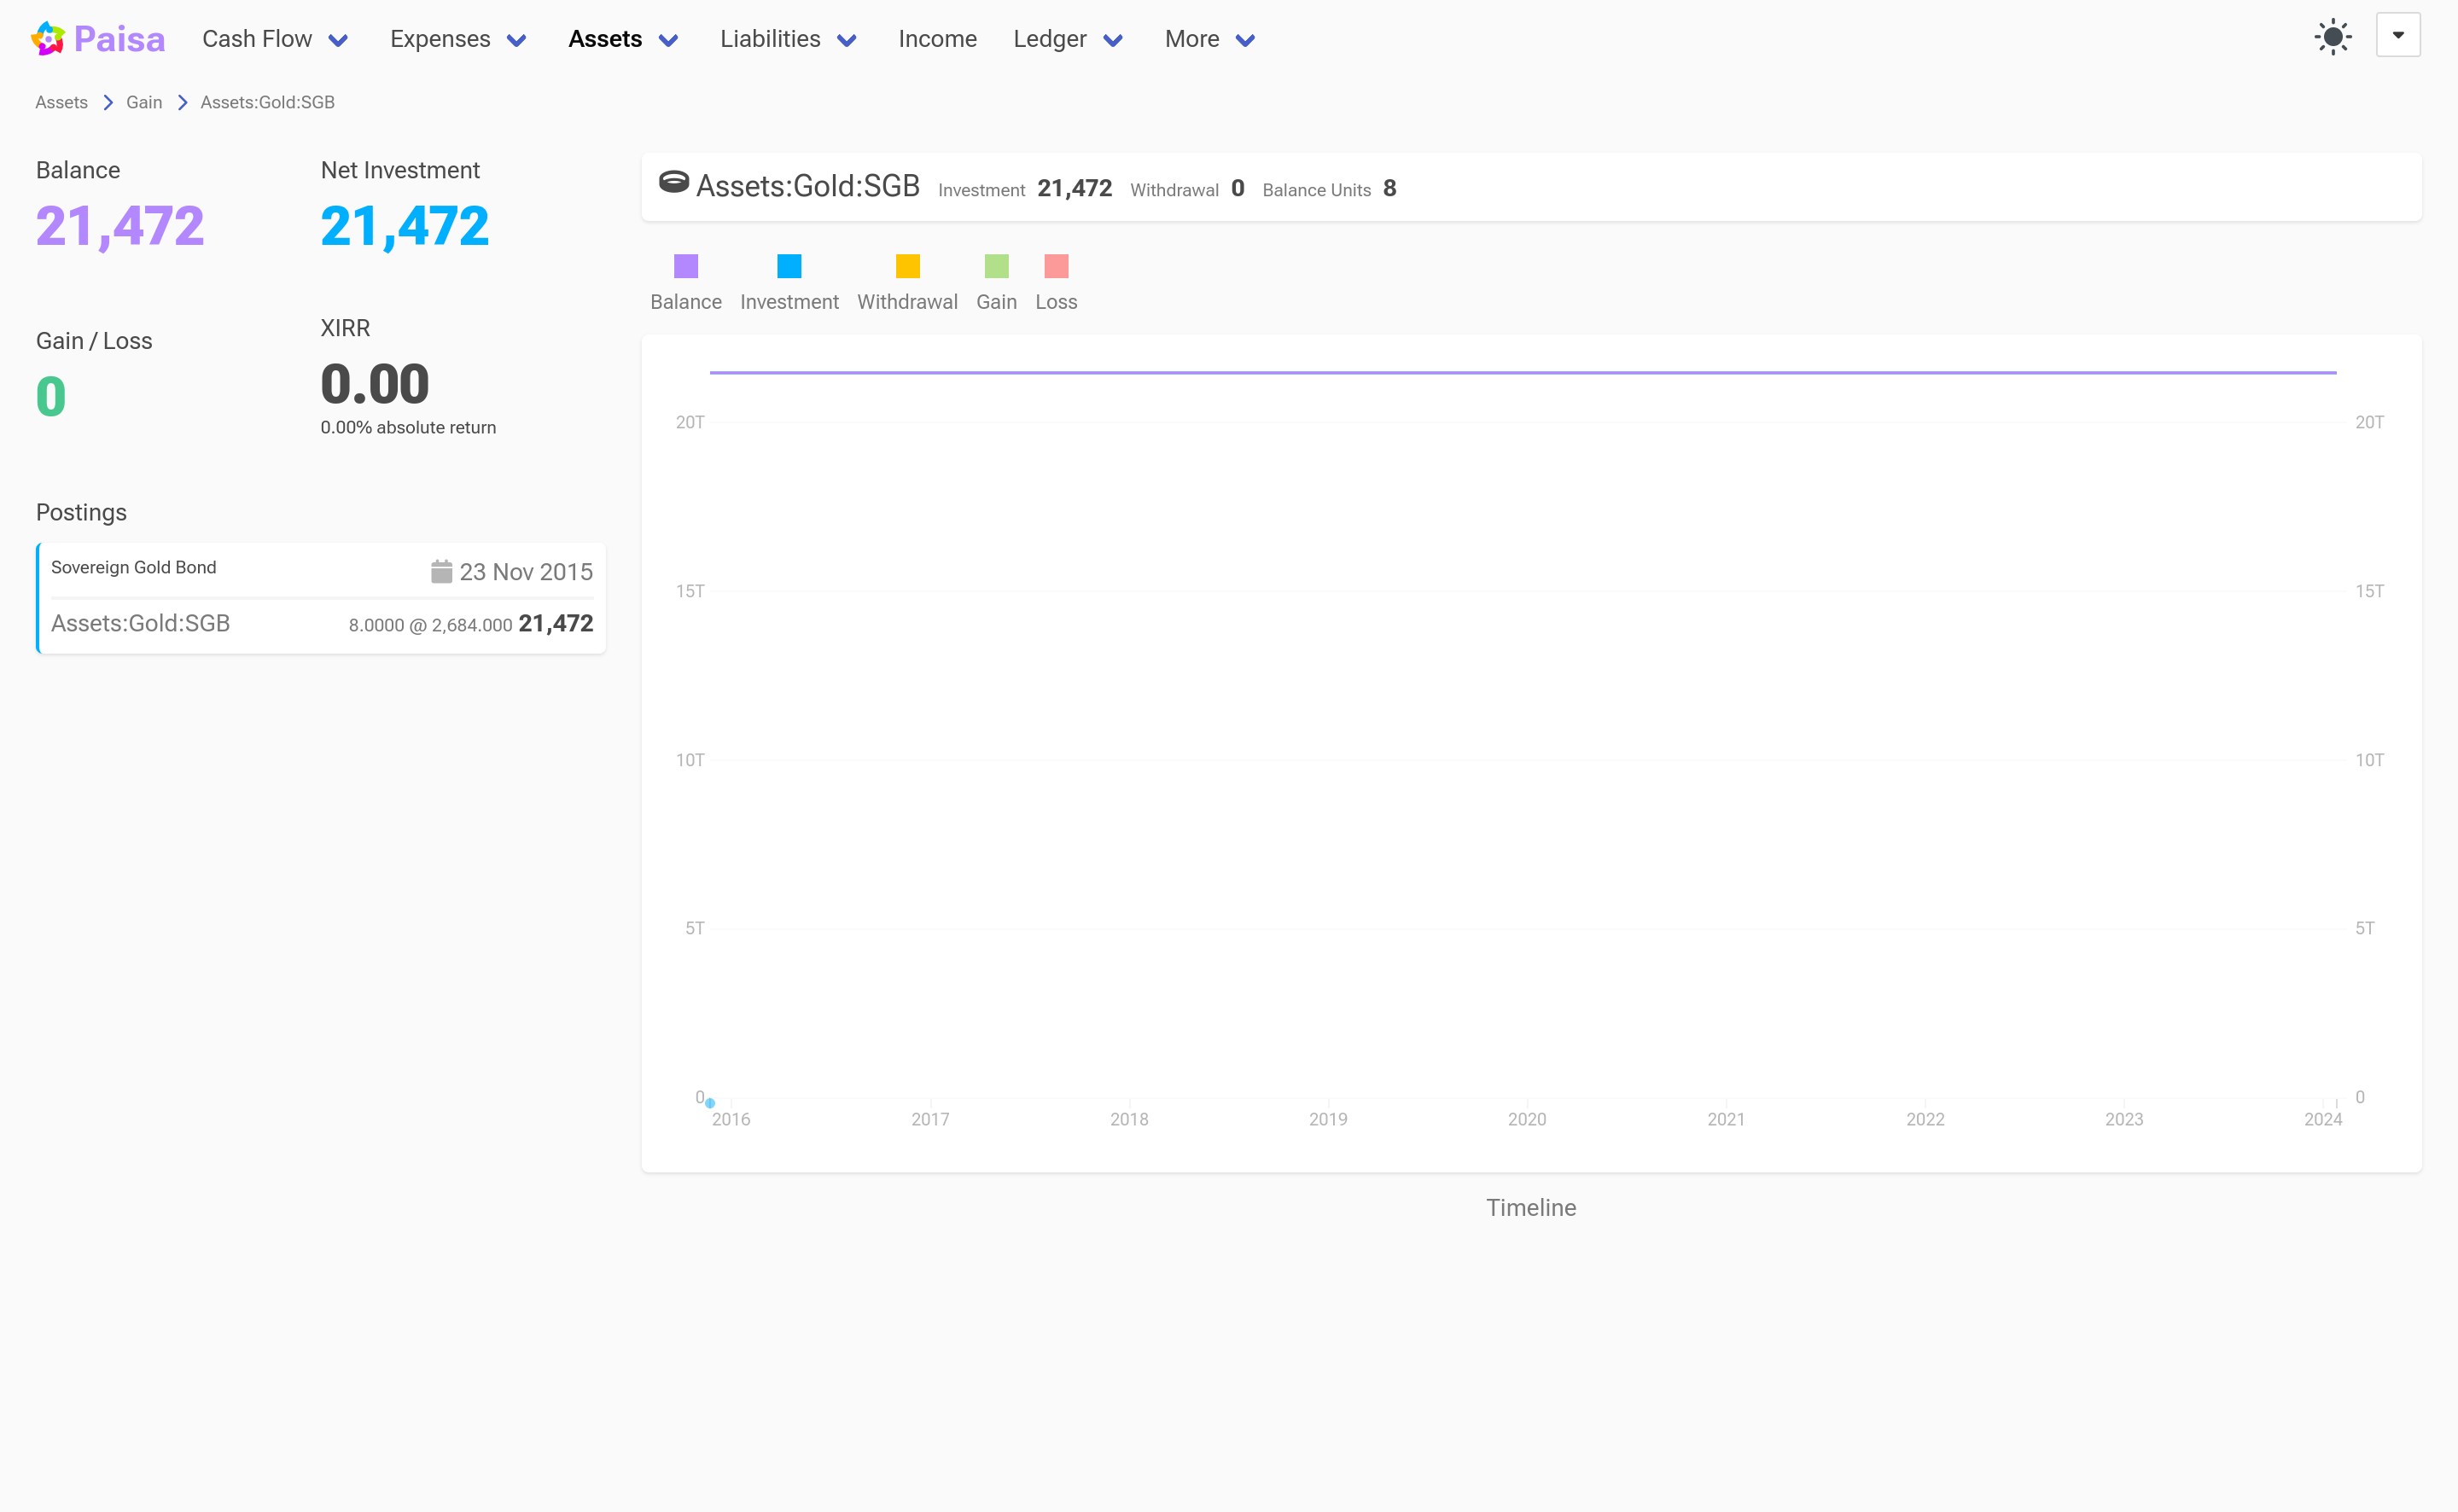 Paisa Cash Flow Expenses Assets Liabilities Income Ledger More
Assets Gain Assets:Gold:SGB
Balance Net Investment
21,472 21,472
Gain / Loss XIRR
0 0.00
0.00% absolute return
Postings
Sovereign Gold Bond 23 Nov 2015
Assets:Gold:SGB 8.0000 @ 2,684.000 21,472
Assets:Gold:SGB Investment 21,472 Withdrawal 0 Balance Units 8
Balance Investment Withdrawal Gain Loss
20T 20T
15T 15T
10T 10T
5T 5T
0 0
2016 2017 2018 2019 2020 2021 2022 2023 2024
Timeline